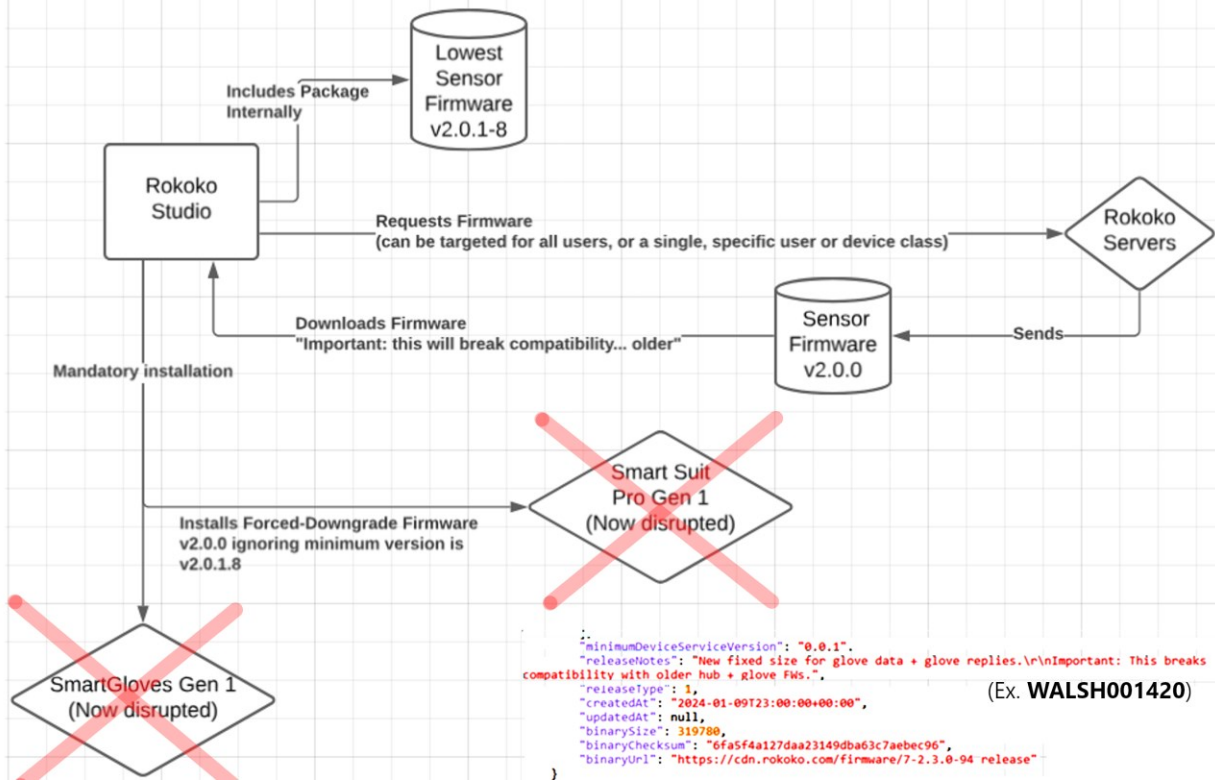 Lowest
Sensor
Firmware
v2.0.1-8
Includes Package
Internally
Rokoko
Studio
Requests Firmware
(can be targeted for all users, or a single, specific user or device class)
Rokoko
Servers
Sensor
Firmware
v2.0.0
Sends
Downloads Firmware
"Important: this will break compatibility... older"
Mandatory installation
Smart Suit
Pro Gen 1
(Now disrupted)
Installs Forced-Downgrade Firmware
v2.0.0 ignoring minimum version is
v2.0.1.8
SmartGloves Gen 1
(Now disrupted)
"minimumDeviceServiceVersion": "0.0.1",
"releaseNotes": "New fixed size for glove data + glove replies.\r\nImportant: This breaks
compatibility with older hub + glove FWs.",
"releaseType": 1,
"createdAt": "2024-01-09T23:00:00+00:00",
"updatedAt": null,
"binarySize": 319780,
"binaryChecksum": "6fa5f4a127daa23149dba63c7aebec96",
"binaryUrl": "https://cdn.rokoko.com/firmware/7-2.3.0-94 release"
}
(Ex. WALSH001420)